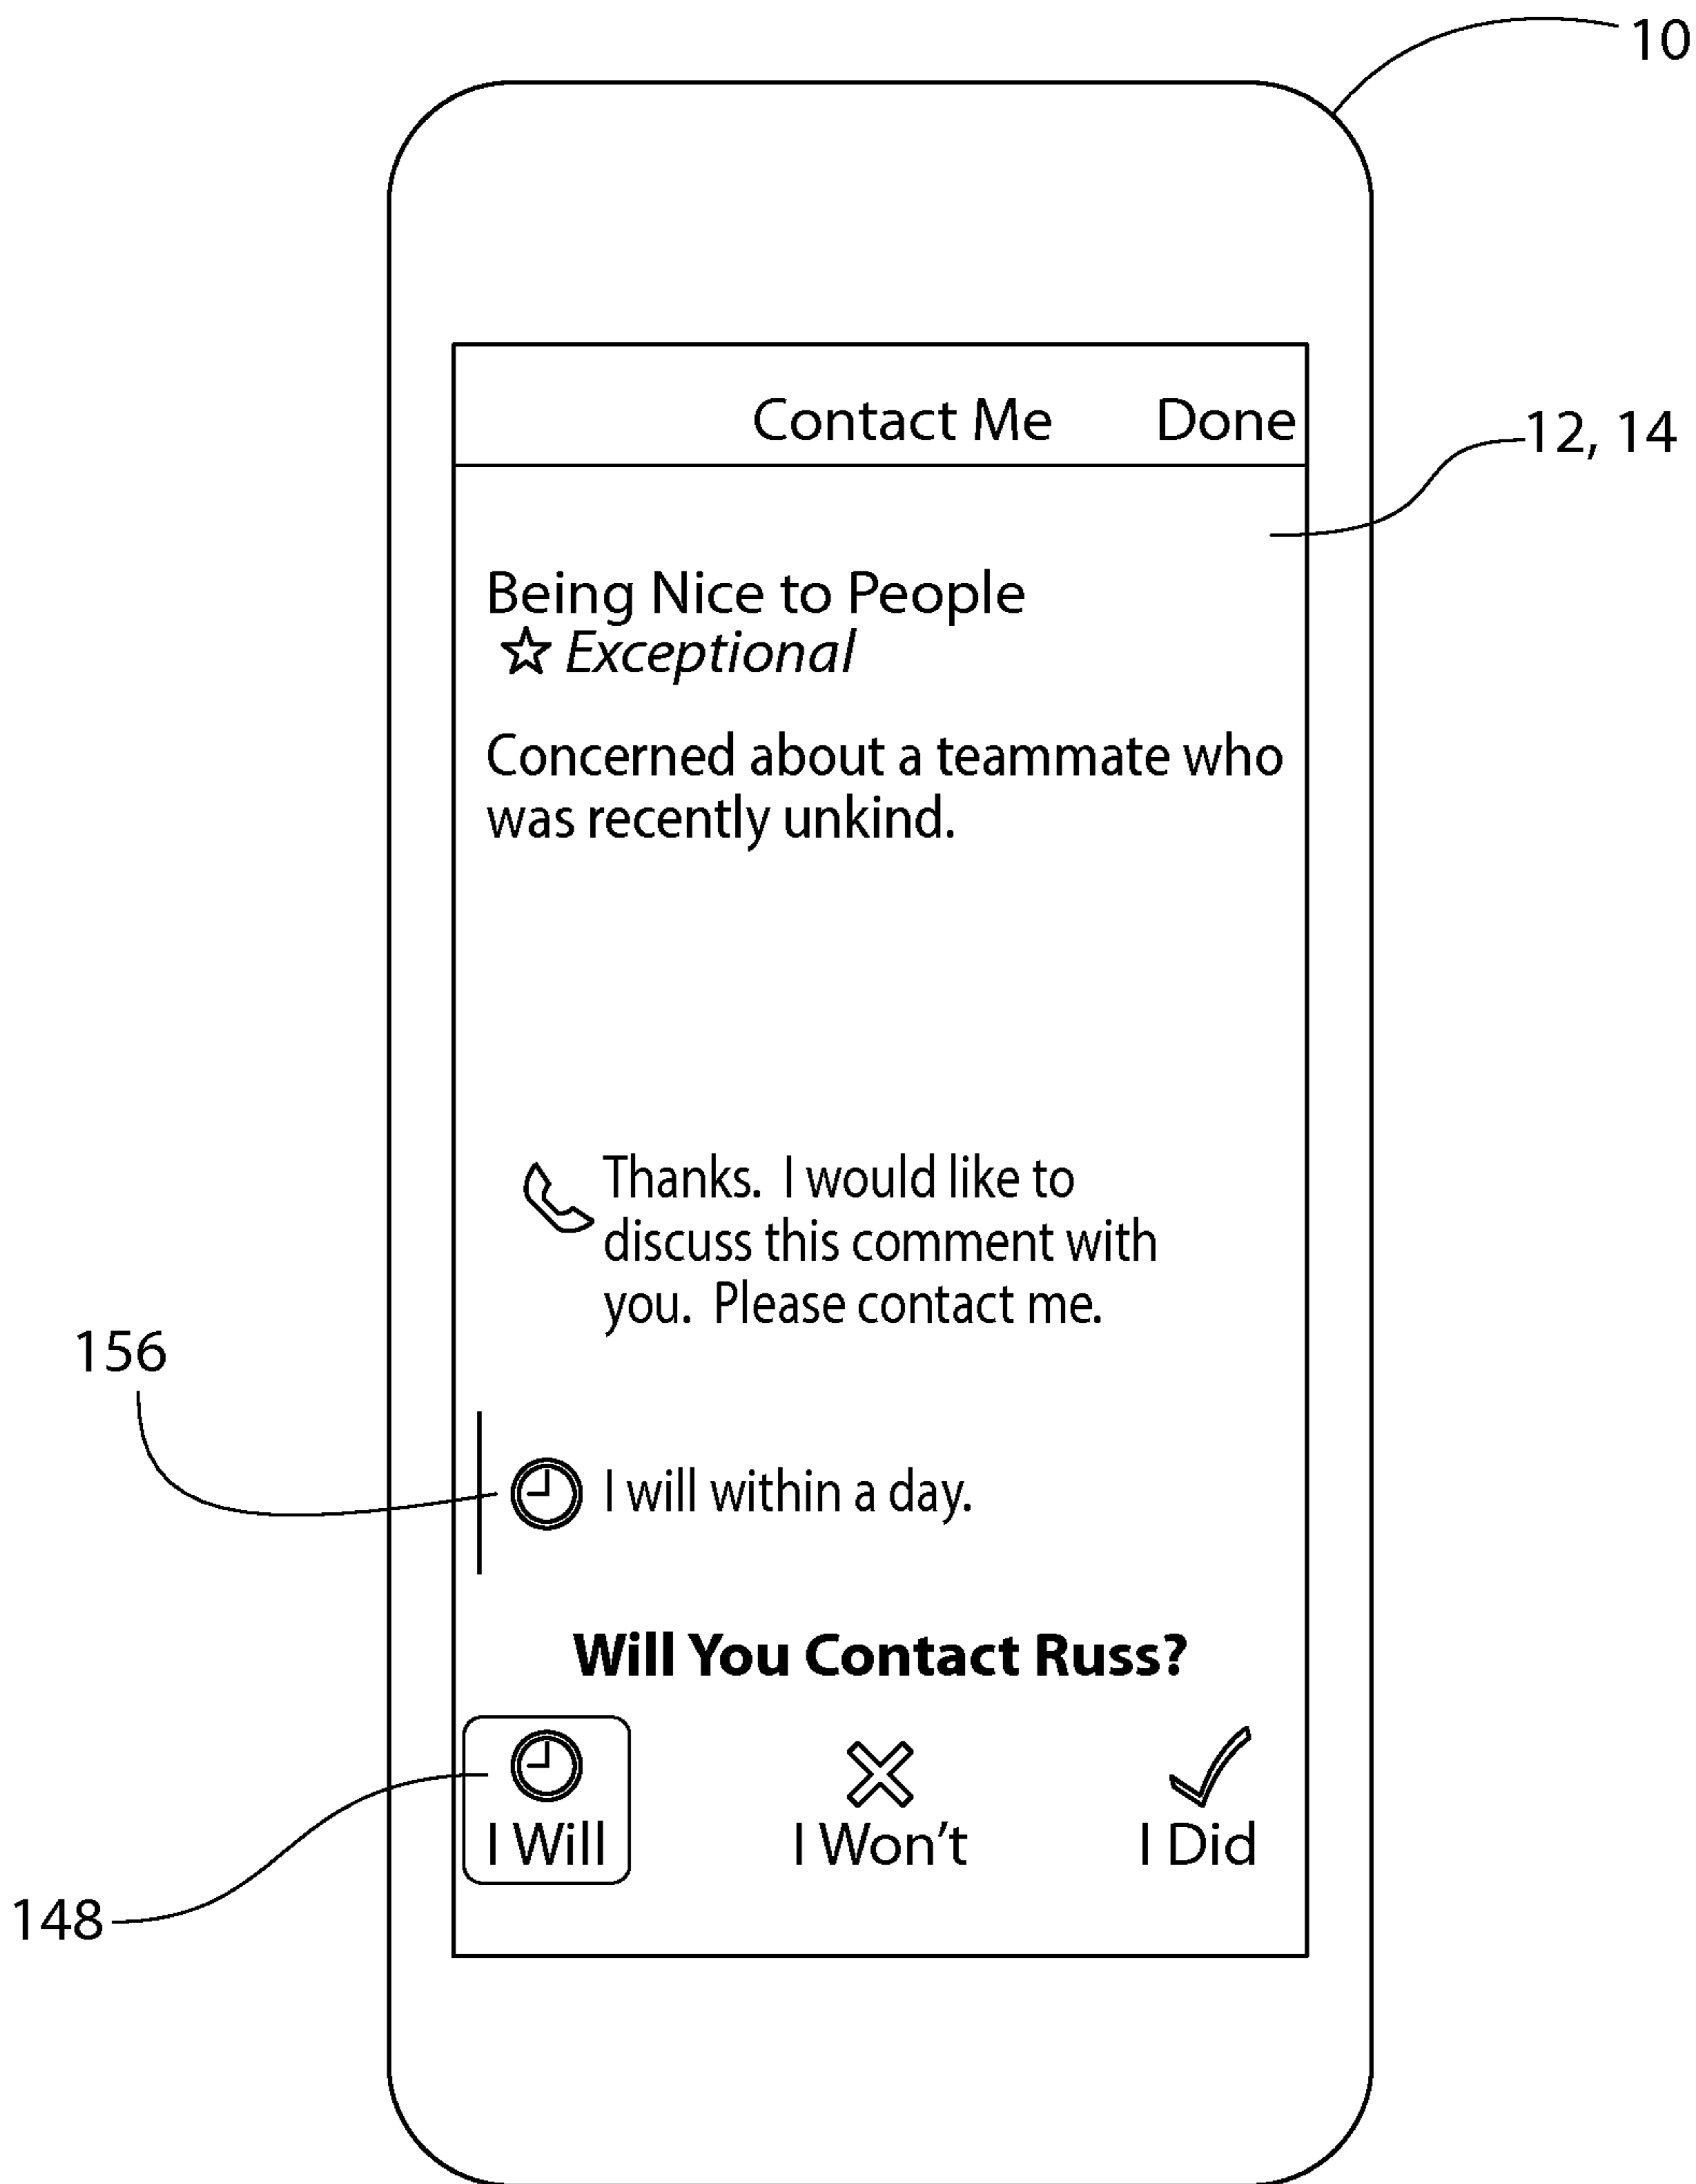 10
Contact Me Done
12, 14
Being Nice to People
Exceptional
Concerned about a teammate who
was recently unkind.
Thanks. I would like to
discuss this comment with
you. Please contact me.
156
I will within a day.
Will You Contact Russ?
I Will I Won't I Did
148